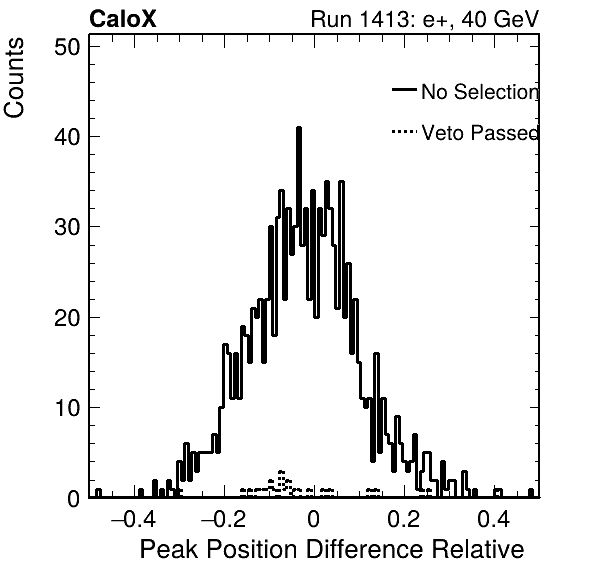 CaloX Run 1413: e+, 40 GeV
Counts
50
40
30
20
10
0
No Selection
Veto Passed
−0.4 −0.2 0 0.2 0.4
Peak Position Difference Relative